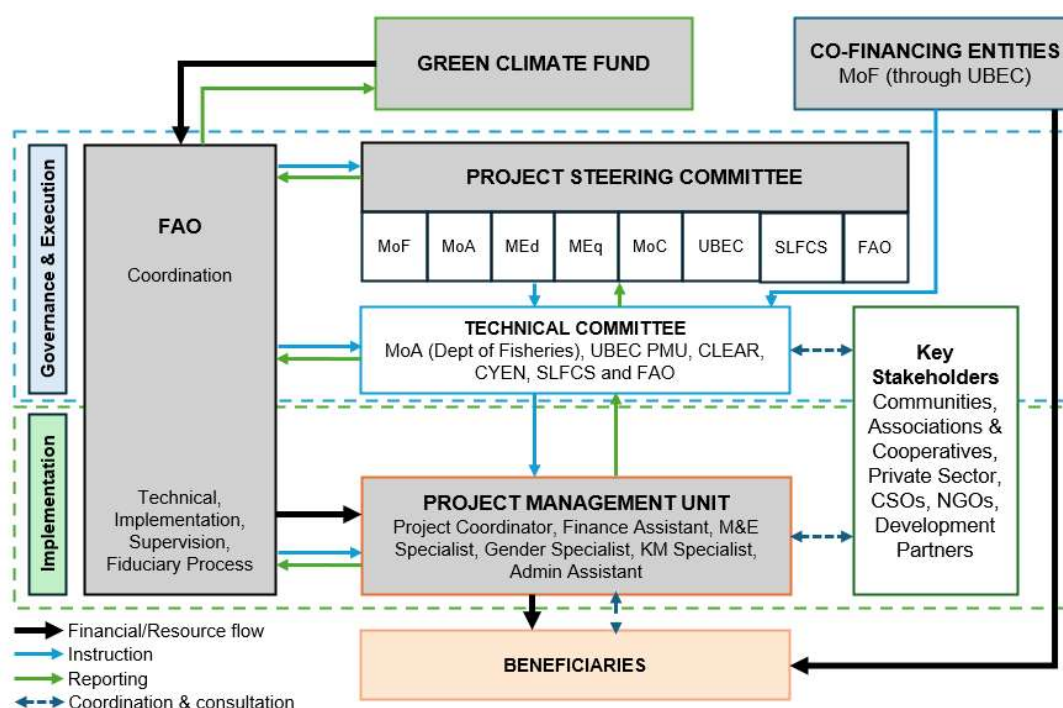 GREEN CLIMATE FUND
CO-FINANCING ENTITIES
MoF (through UBEC)
Governance & Execution
FAO
Coordination
PROJECT STEERING COMMITTEE
MoF
MoA
MEd
MEq
MoC
UBEC
SLFCS
FAO
TECHNICAL COMMITTEE
MoA (Dept of Fisheries), UBEC PMU, CLEAR,
CYEN, SLFCS and FAO
Key
Stakeholders
Communities,
Associations &
Cooperatives,
Private Sector,
CSOs, NGOs,
Development
Partners
Implementation
Technical,
Implementation,
Supervision,
Fiduciary Process
PROJECT MANAGEMENT UNIT
Project Coordinator, Finance Assistant, M&E
Specialist, Gender Specialist, KM Specialist,
Admin Assistant
BENEFICIARIES
Financial/Resource flow
Instruction
Reporting
Coordination & consultation